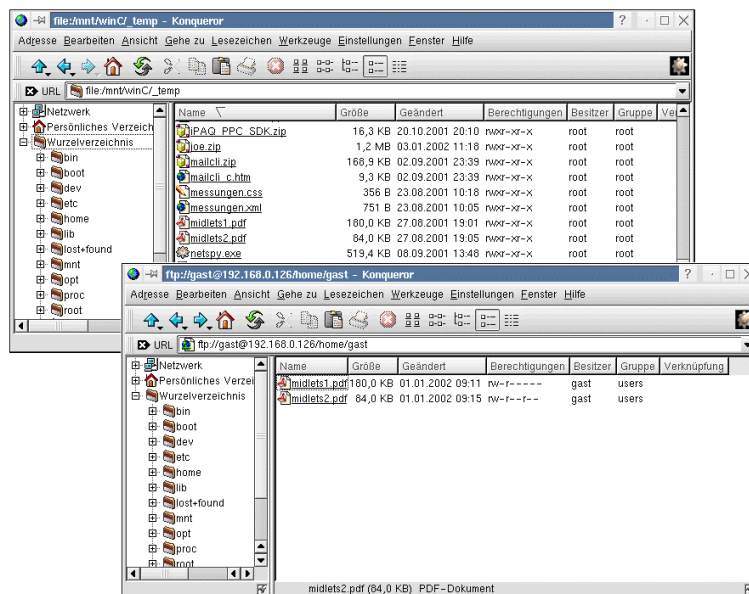 file:/mnt/winC/_temp - Konqueror
Adresse Bearbeiten Ansicht Gehe zu Lesezeichen Werkzeuge Einstellungen Fenster Hilfe
URL file:/mnt/winC/_temp
Netzwerk
Persönliches Verzeich
Wurzelverzeichnis
bin
boot
dev
etc
home
lib
lost+found
mnt
opt
proc
root
Name Größe Geändert Berechtigungen Besitzer Gruppe Ver
iPAQ_PPC_SDK.zip 16,3 KB 20.10.2001 20:10 rwxr-xr-x root root
joe.zip 1,2 MB 03.01.2002 11:18 rwxr-xr-x root root
mailcli.zip 168,9 KB 02.09.2001 23:39 rwxr-xr-x root root
mailcli_c.htm 9,3 KB 02.09.2001 23:39 rwxr-xr-x root root
messungen.css 356 B 23.08.2001 10:18 rwxr-xr-x root root
messungen.xml 751 B 23.08.2001 10:05 rwxr-xr-x root root
midlets1.pdf 180,0 KB 27.08.2001 19:01 rwxr-xr-x root root
midlets2.pdf 84,0 KB 27.08.2001 19:05 rwxr-xr-x root root
netspy.exe 519,4 KB 08.09.2001 13:48 rwxr-xr-x root root
ftp://gast@192.168.0.126/home/gast - Konqueror
Adresse Bearbeiten Ansicht Gehe zu Lesezeichen Werkzeuge Einstellungen Fenster Hilfe
URL ftp://gast@192.168.0.126/home/gast
Netzwerk
Persönliches Verzei
Wurzelverzeichnis
bin
boot
dev
etc
home
lib
lost+found
mnt
opt
proc
root
Name Größe Geändert Berechtigungen Besitzer Gruppe Verknüpfung
midlets1.pdf 180,0 KB 01.01.2002 09:11 rw-r----- gast users
midlets2.pdf 84,0 KB 01.01.2002 09:15 rw-r--r-- gast users
midlets2.pdf (84,0 KB) PDF-Dokument